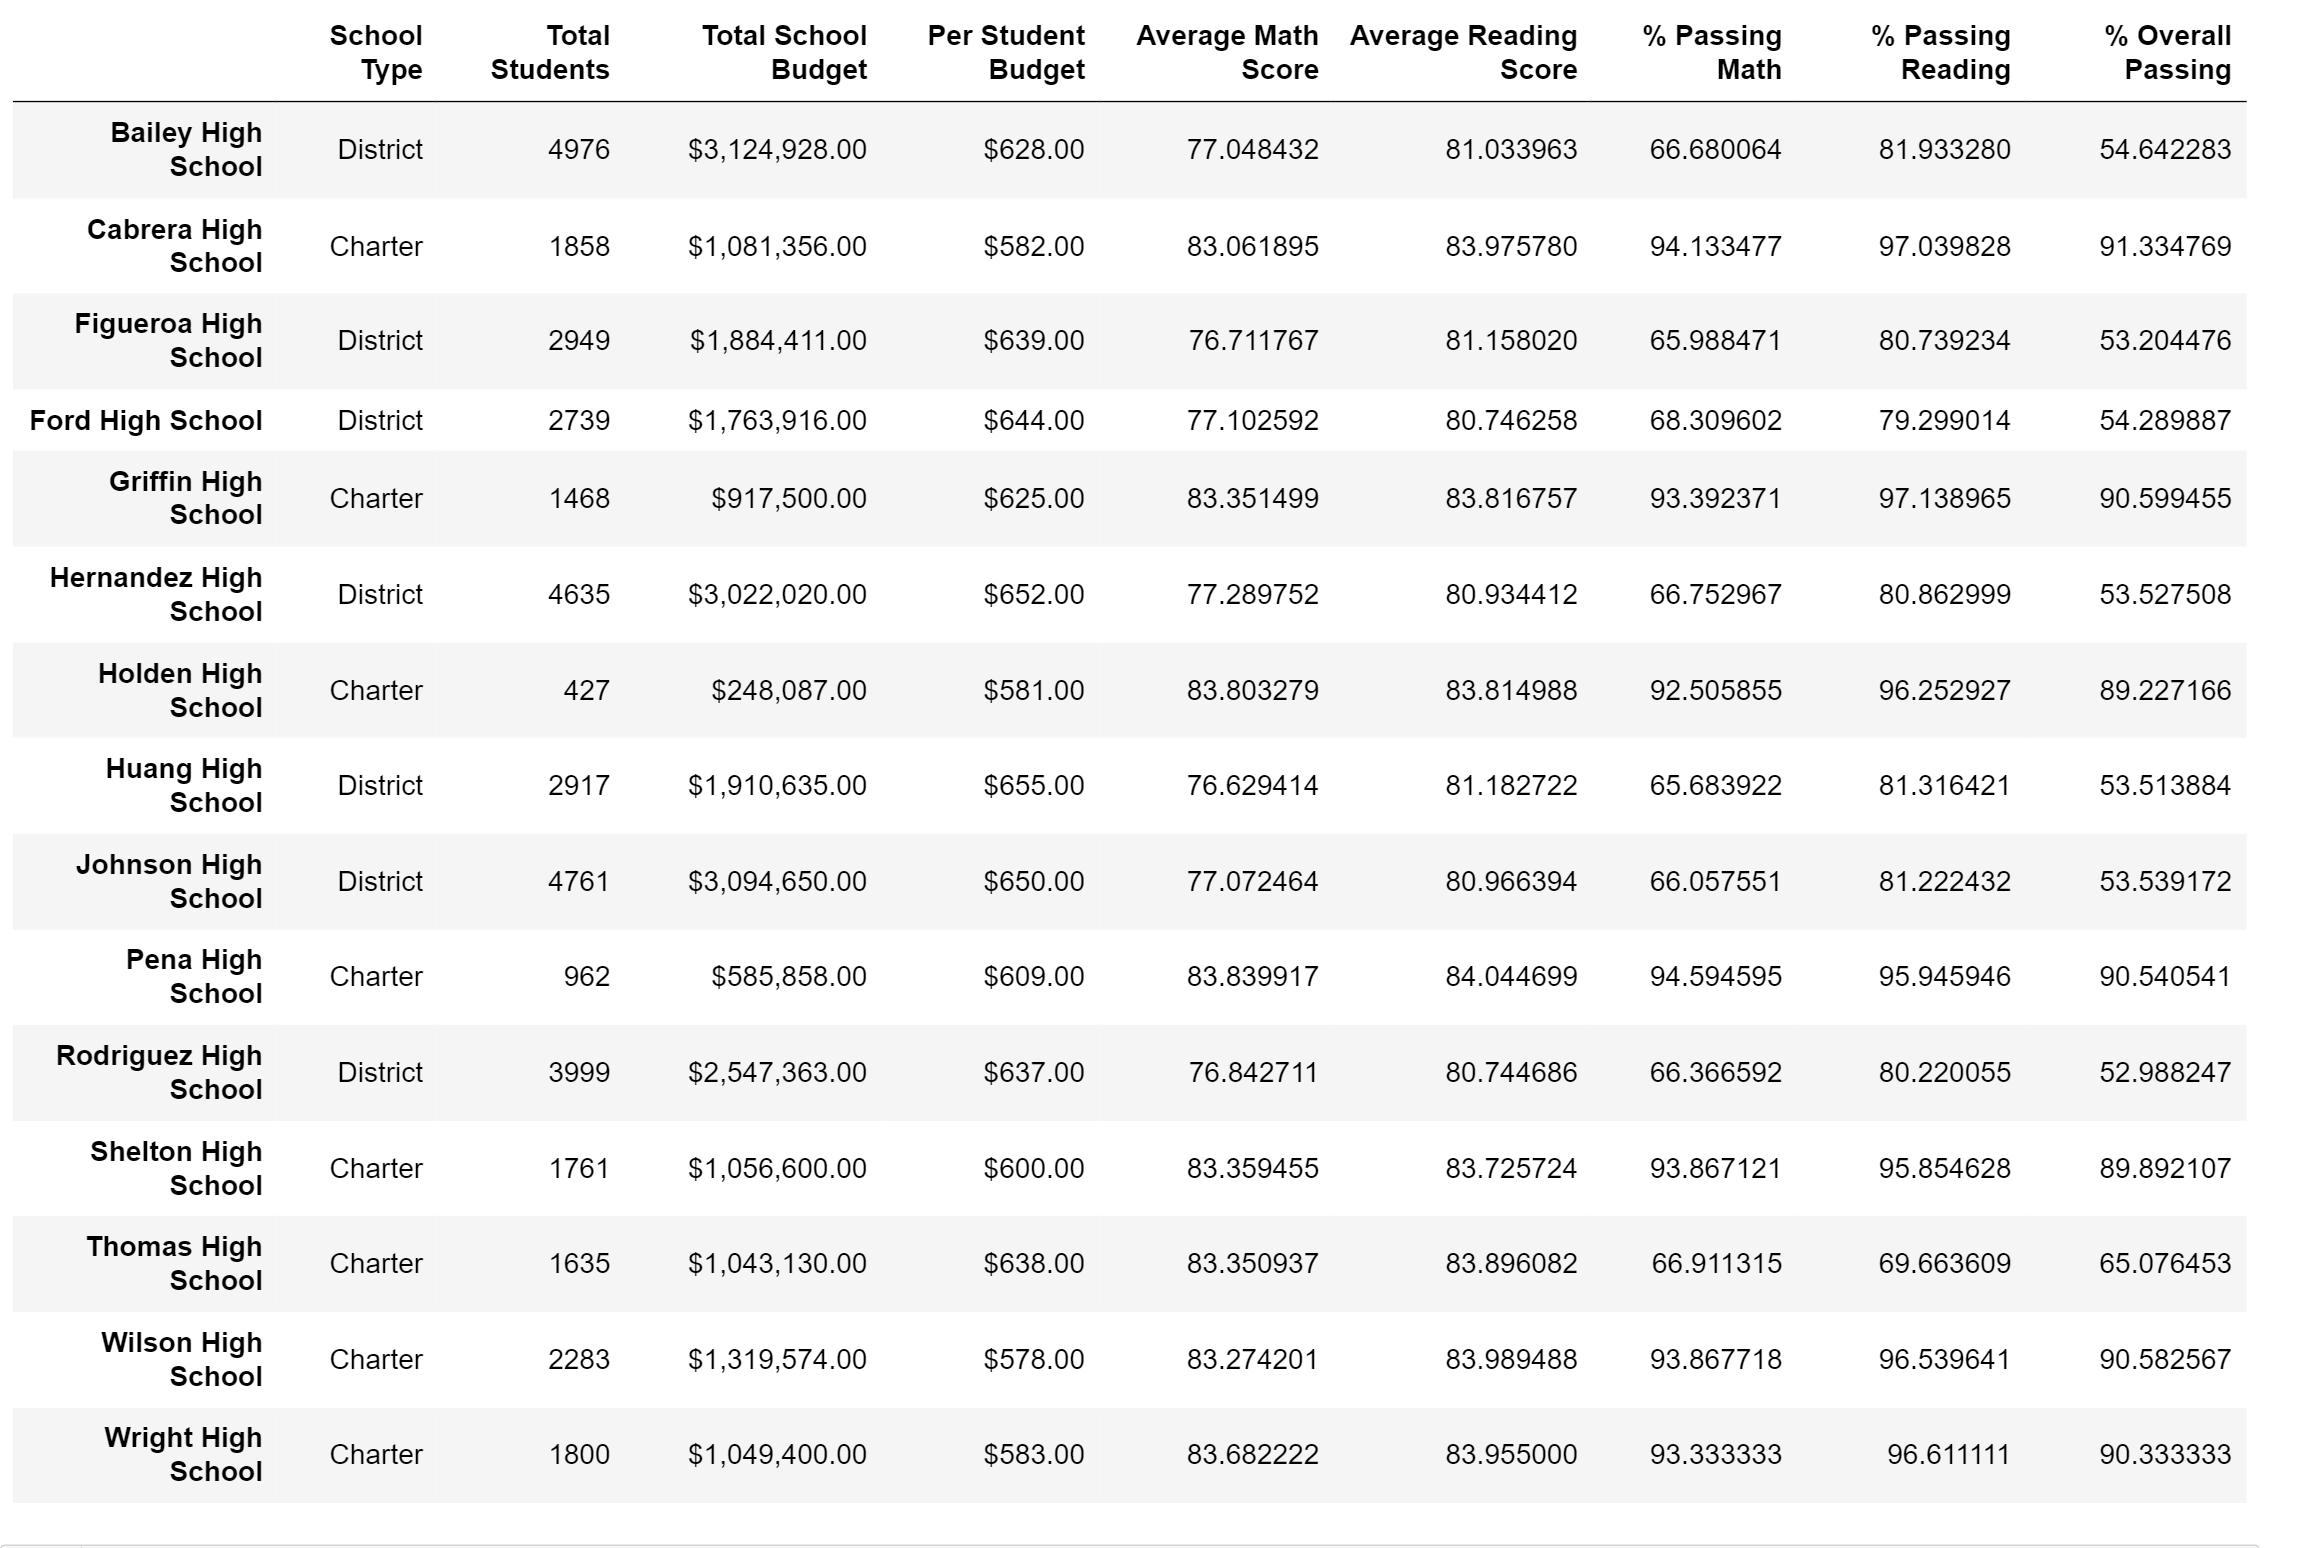 School Type Total Students Total School Budget Per Student Budget Average Math Score Average Reading Score % Passing Math % Passing Reading % Overall Passing
Bailey High School District 4976 $3,124,928.00 $628.00 77.048432 81.033963 66.680064 81.933280 54.642283
Cabrera High School Charter 1858 $1,081,356.00 $582.00 83.061895 83.975780 94.133477 97.039828 91.334769
Figueroa High School District 2949 $1,884,411.00 $639.00 76.711767 81.158020 65.988471 80.739234 53.204476
Ford High School District 2739 $1,763,916.00 $644.00 77.102592 80.746258 68.309602 79.299014 54.289887
Griffin High School Charter 1468 $917,500.00 $625.00 83.351499 83.816757 93.392371 97.138965 90.599455
Hernandez High School District 4635 $3,022,020.00 $652.00 77.289752 80.934412 66.752967 80.862999 53.527508
Holden High School Charter 427 $248,087.00 $581.00 83.803279 83.814988 92.505855 96.252927 89.227166
Huang High School District 2917 $1,910,635.00 $655.00 76.629414 81.182722 65.683922 81.316421 53.513884
Johnson High School District 4761 $3,094,650.00 $650.00 77.072464 80.966394 66.057551 81.222432 53.539172
Pena High School Charter 962 $585,858.00 $609.00 83.839917 84.044699 94.594595 95.945946 90.540541
Rodriguez High School District 3999 $2,547,363.00 $637.00 76.842711 80.744686 66.366592 80.220055 52.988247
Shelton High School Charter 1761 $1,056,600.00 $600.00 83.359455 83.725724 93.867121 95.854628 89.892107
Thomas High School Charter 1635 $1,043,130.00 $638.00 83.350937 83.896082 66.911315 69.663609 65.076453
Wilson High School Charter 2283 $1,319,574.00 $578.00 83.274201 83.989488 93.867718 96.539641 90.582567
Wright High School Charter 1800 $1,049,400.00 $583.00 83.682222 83.955000 93.333333 96.611111 90.333333